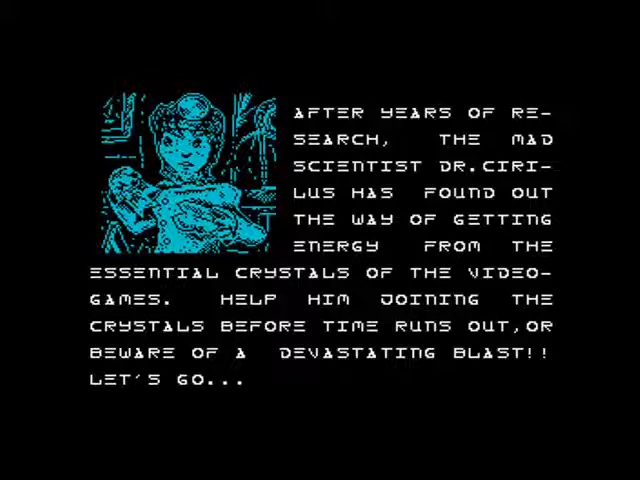 AFTER YEARS OF RE-
SEARCH, THE MAD
SCIENTIST DR.CIRI-
LUS HAS FOUND OUT
THE WAY OF GETTING
ENERGY FROM THE
ESSENTIAL CRYSTALS OF THE VIDEO-
GAMES. HELP HIM JOINING THE
CRYSTALS BEFORE TIME RUNS OUT,OR
BEWARE OF A DEVASTATING BLAST!!
LET'S GO...